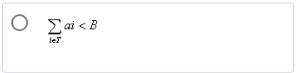 ∑ ai < B
i∈T